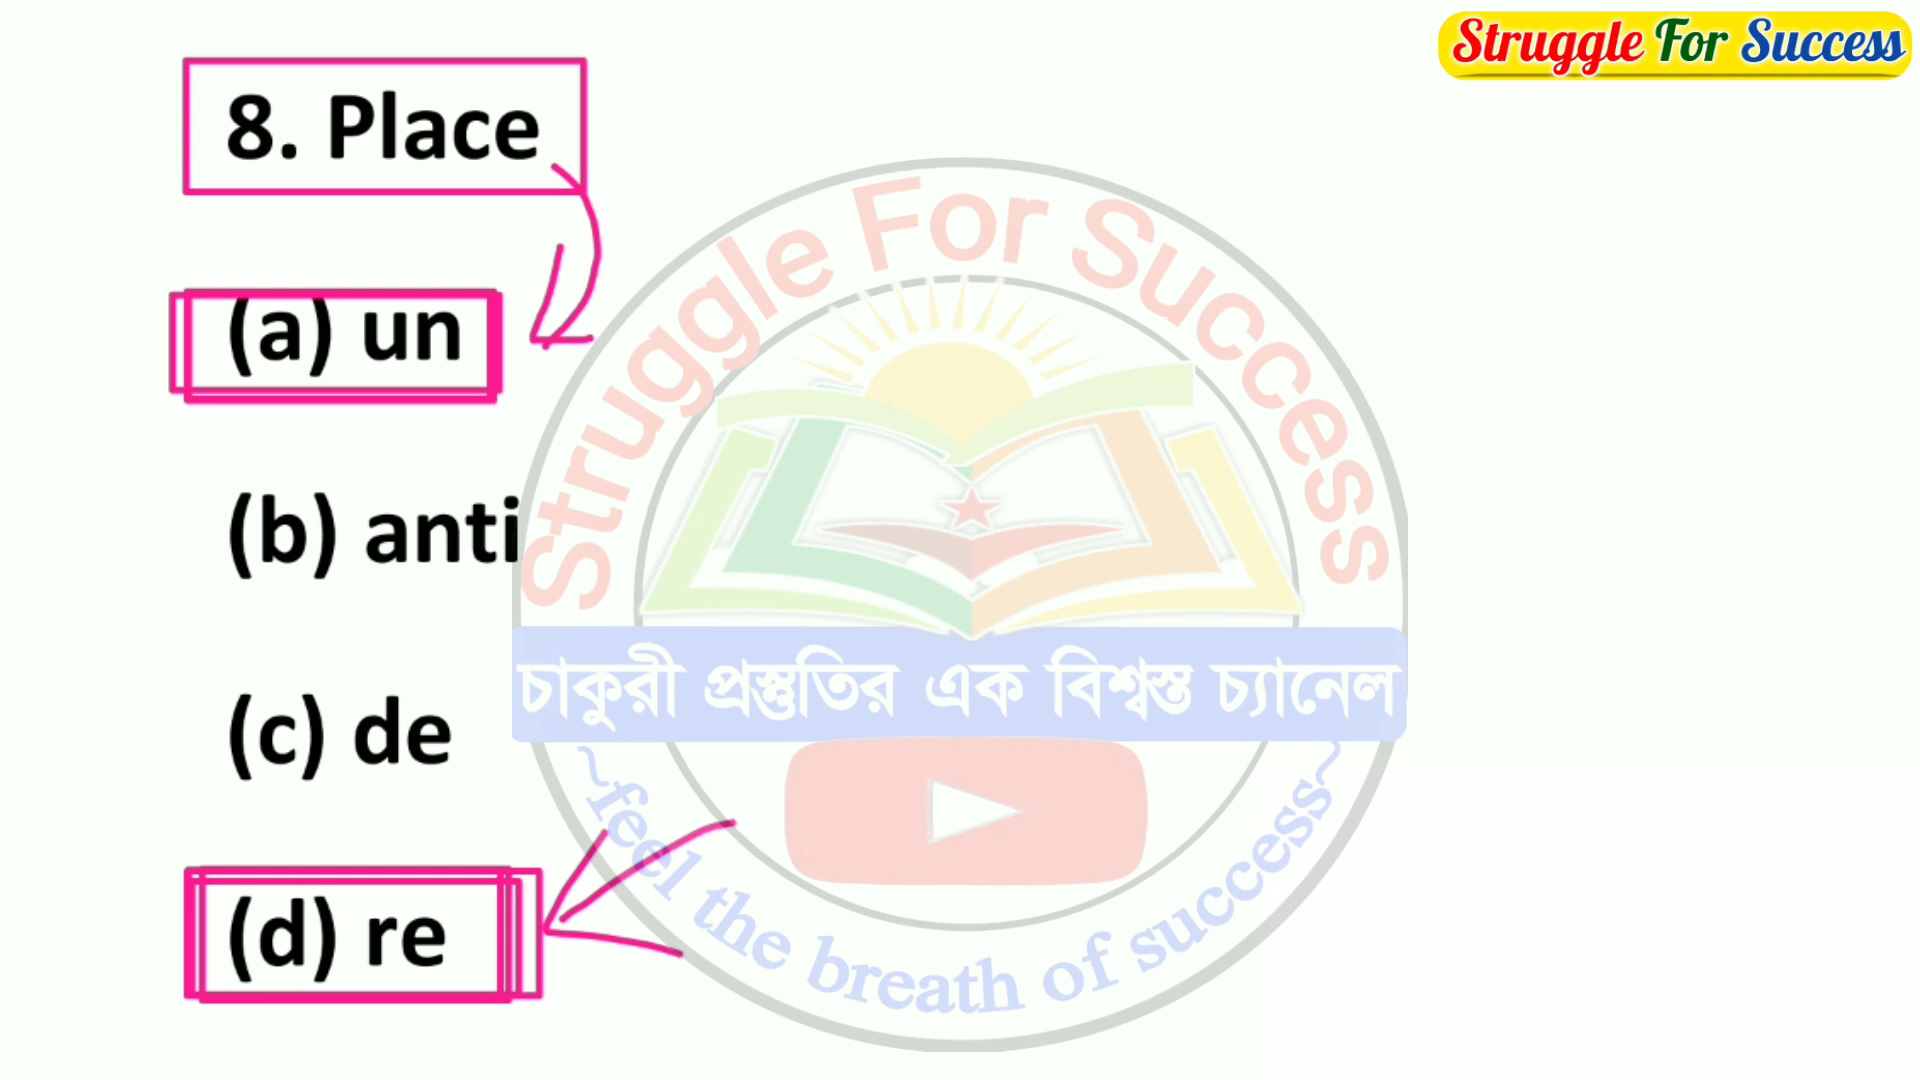 Struggle For Success
8. Place
(a) un
(b) anti
(c) de
(d) re
Struggle For Success
চাকুরী প্রস্তুতির এক বিশ্বস্ত চ্যানেল
~feel the breath of success~